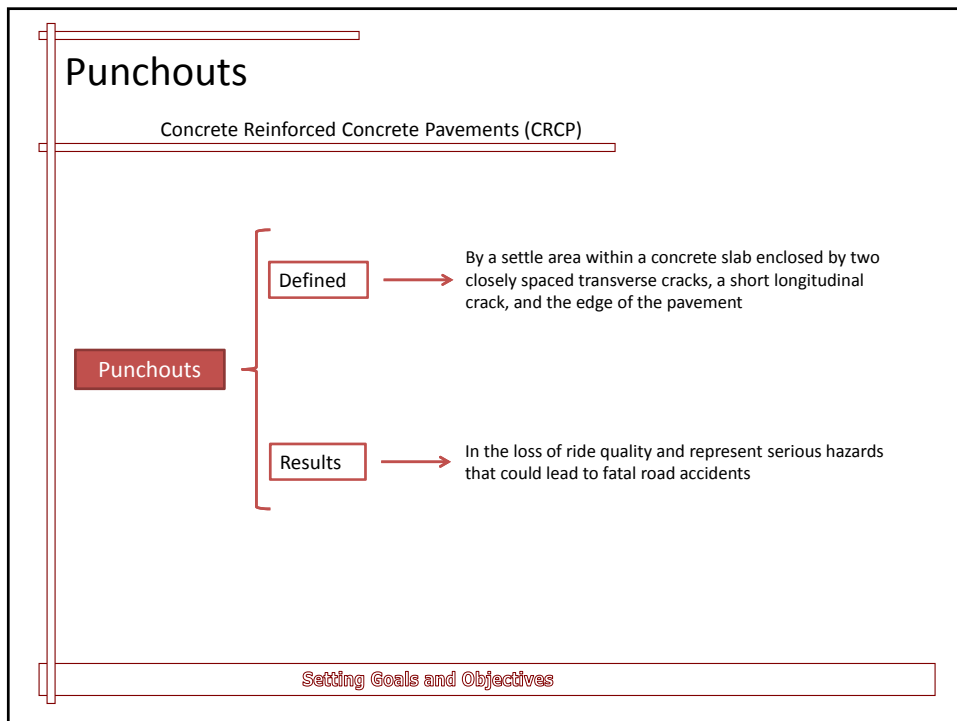 Punchouts
Concrete Reinforced Concrete Pavements (CRCP)
Punchouts
Defined
By a settle area within a concrete slab enclosed by two
closely spaced transverse cracks, a short longitudinal
crack, and the edge of the pavement
Results
In the loss of ride quality and represent serious hazards
that could lead to fatal road accidents
Setting Goals and Objectives